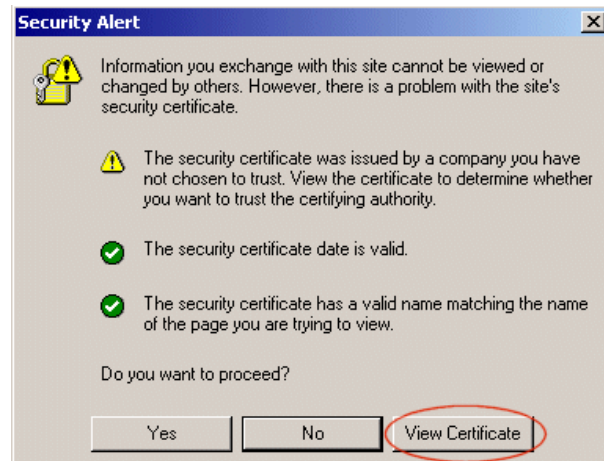 Security Alert
Information you exchange with this site cannot be viewed or
changed by others. However, there is a problem with the site's
security certificate.
The security certificate was issued by a company you have
not chosen to trust. View the certificate to determine whether
you want to trust the certifying authority.
The security certificate date is valid.
The security certificate has a valid name matching the name
of the page you are trying to view.
Do you want to proceed?
Yes No View Certificate